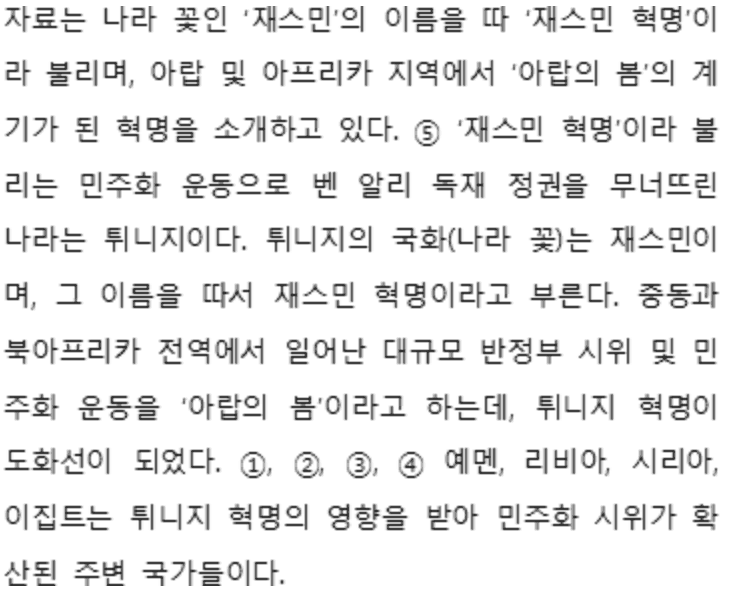 자료는 나라 꽃인 '재스민'의 이름을 따 '재스민 혁명'이
라 불리며, 아랍 및 아프리카 지역에서 '아랍의 봄'의 계
기가 된 혁명을 소개하고 있다. ⑤ '재스민 혁명'이라 불
리는 민주화 운동으로 벤 알리 독재 정권을 무너뜨린
나라는 튀니지이다. 튀니지의 국화(나라 꽃)는 재스민이
며, 그 이름을 따서 재스민 혁명이라고 부른다. 중동과
북아프리카 전역에서 일어난 대규모 반정부 시위 및 민
주화 운동을 '아랍의 봄'이라고 하는데, 튀니지 혁명이
도화선이 되었다. ①, ②, ③, ④ 예멘, 리비아, 시리아,
이집트는 튀니지 혁명의 영향을 받아 민주화 시위가 확
산된 주변 국가들이다.